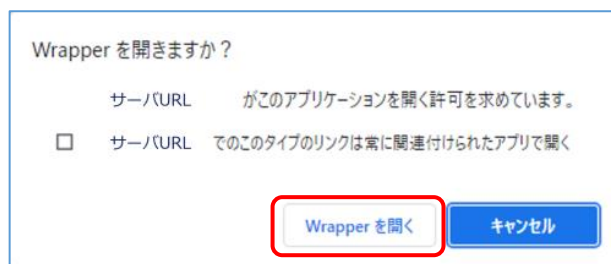 Wrapper を開きますか？
サーバURL がこのアプリケーションを開く許可を求めています。
サーバURL でのこのタイプのリンクは常に関連付けられたアプリで開く
Wrapper を開く キャンセル